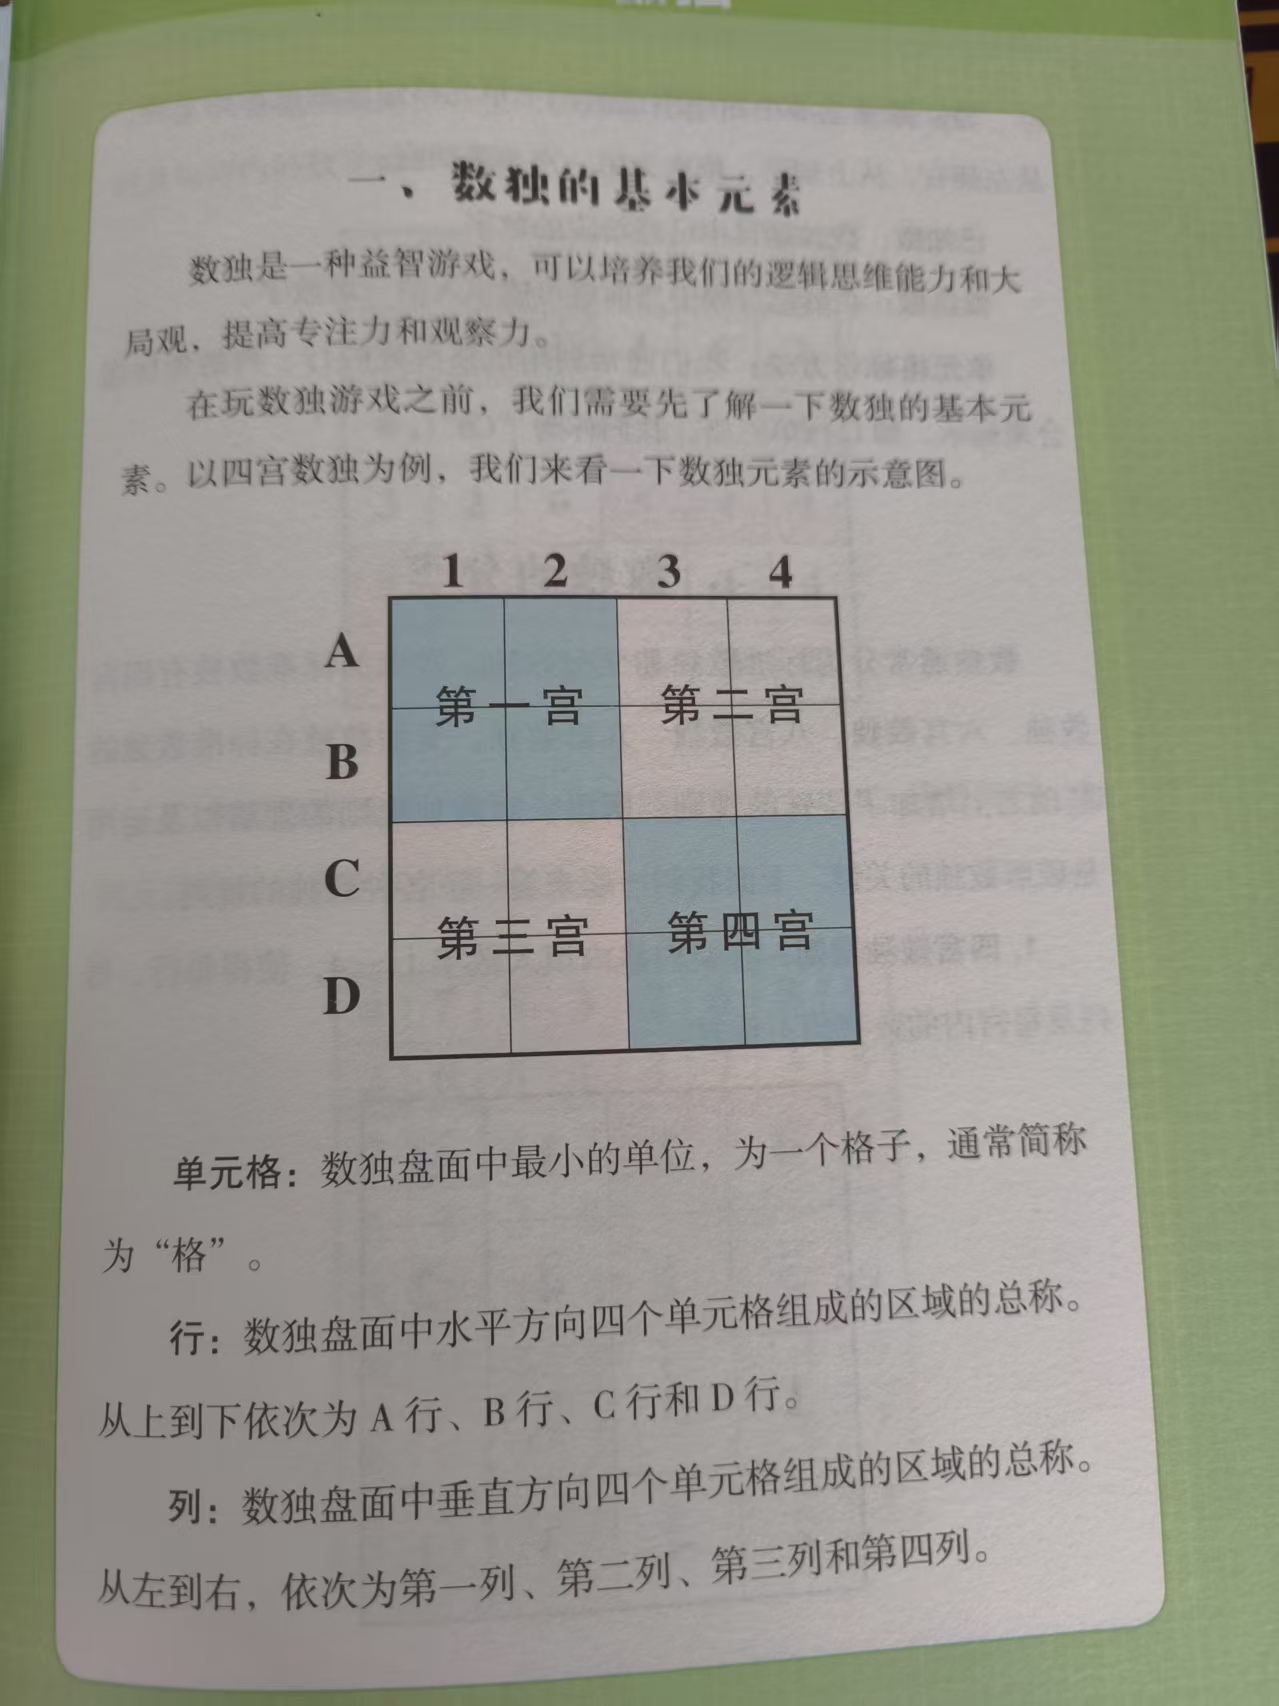 一、数独的基本元素
数独是一种益智游戏，可以培养我们的逻辑思维能力和大
局观，提高专注力和观察力。
在玩数独游戏之前，我们需要先了解一下数独的基本元
素。以四宫数独为例，我们来看一下数独元素的示意图。
1 2 3 4
A
第一宫 第二宫
B
C
第三宫 第四宫
D
单元格：数独盘面中最小的单位，为一个格子，通常简称
为“格”。
行：数独盘面中水平方向四个单元格组成的区域的总称。
从上到下依次为 A 行、B 行、C 行和 D 行。
列：数独盘面中垂直方向四个单元格组成的区域的总称。
从左到右，依次为第一列、第二列、第三列和第四列。